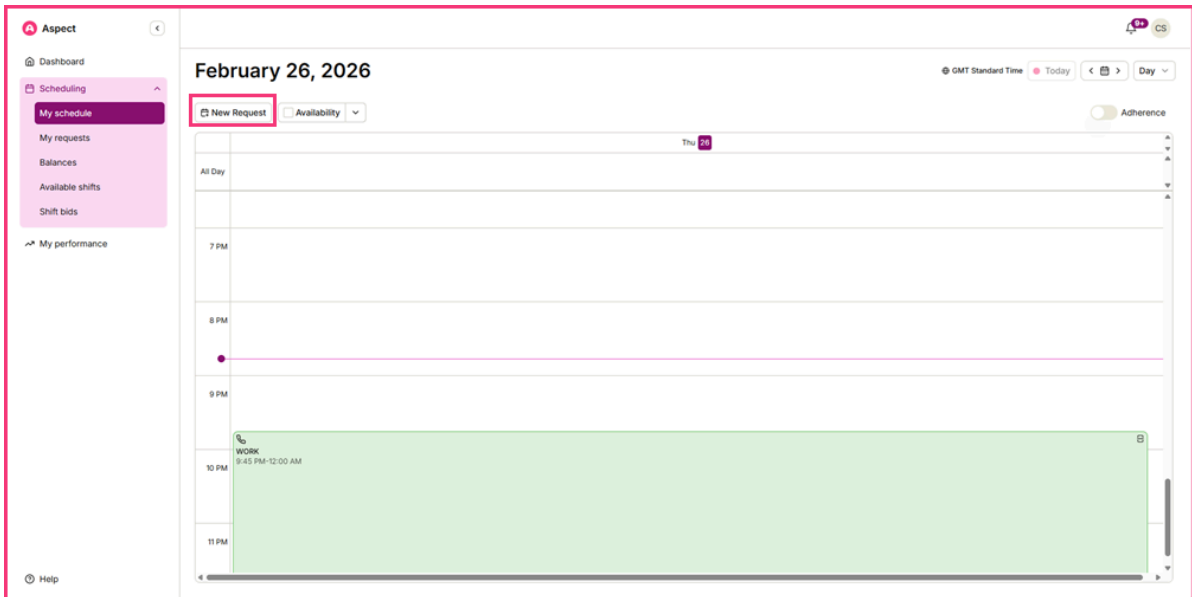 Aspect
9+
CS
Dashboard
Scheduling
My schedule
My requests
Balances
Available shifts
Shift bids
My performance
Help
February 26, 2026
GMT Standard Time
Today
Day
New Request
Availability
Adherence
Thu 26
All Day
7 PM
8 PM
9 PM
WORK
9:45 PM-12:00 AM
10 PM
11 PM